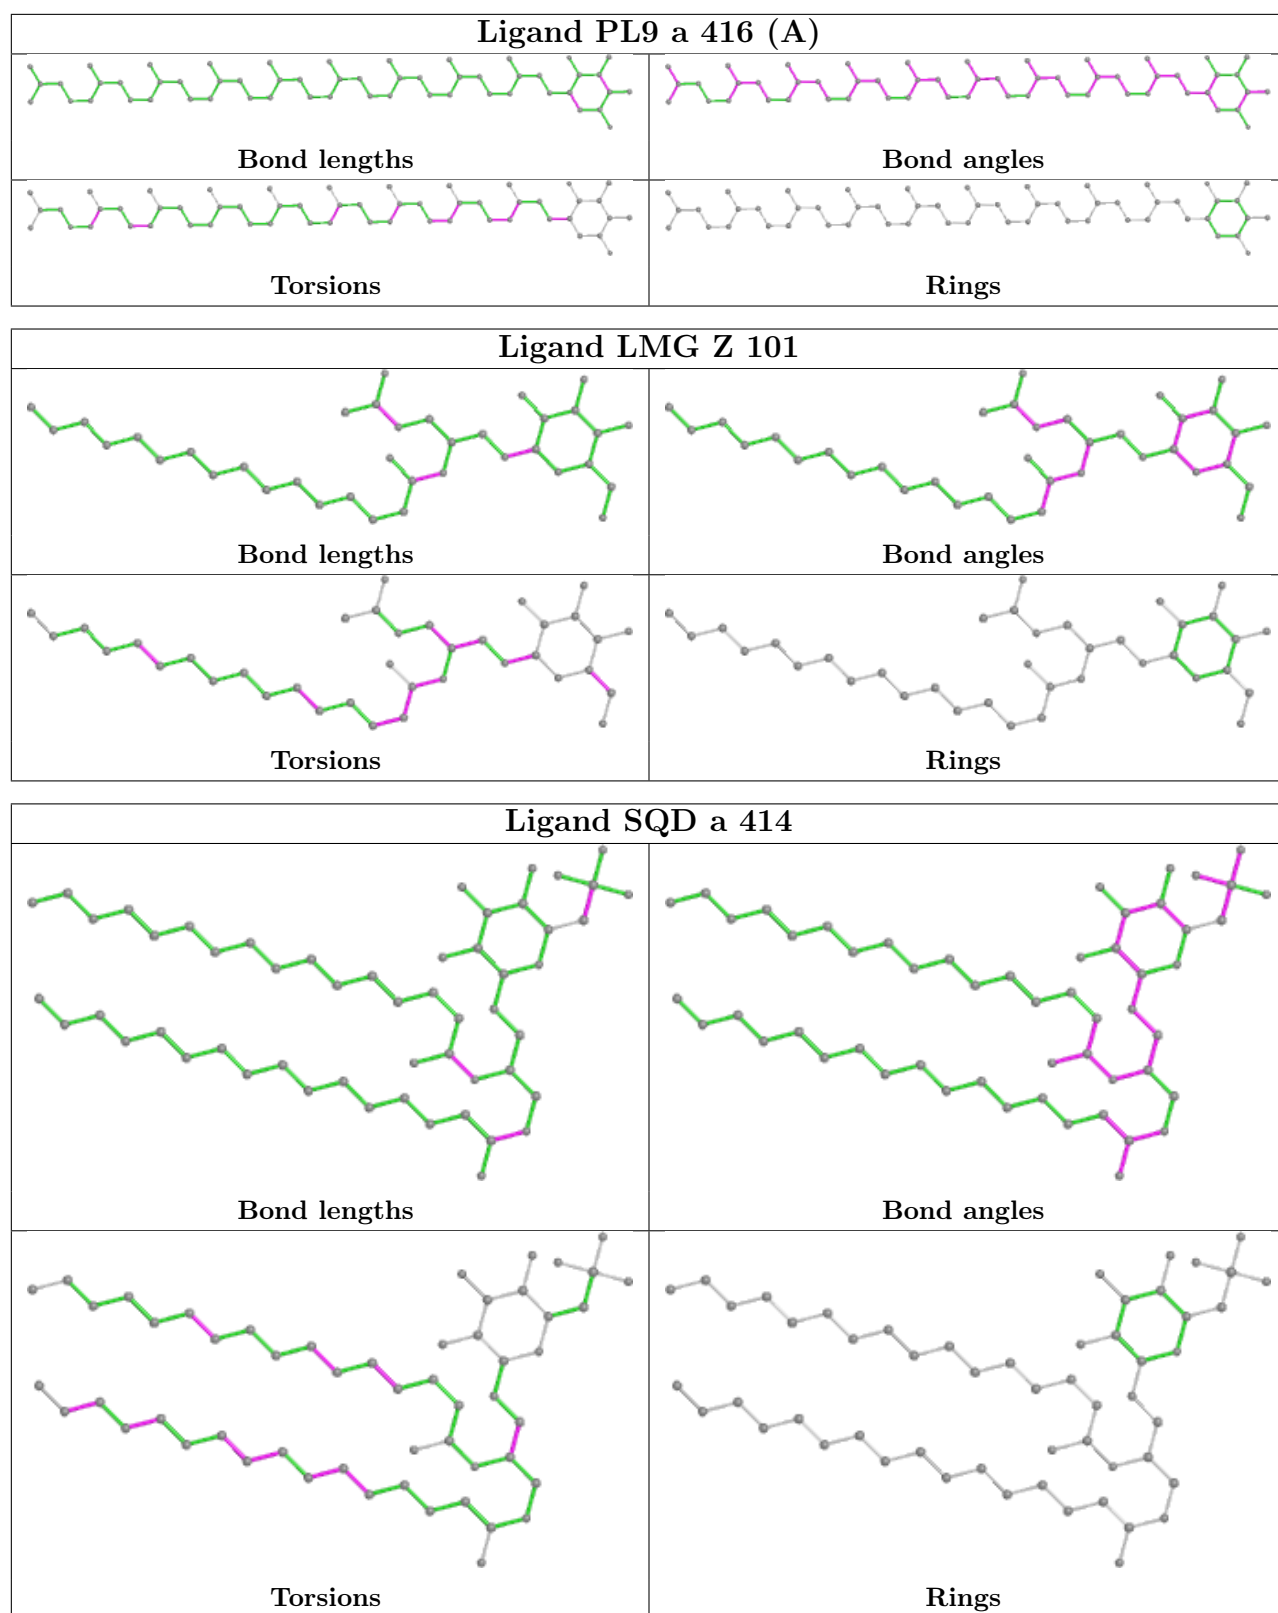 Ligand PL9 a 416 (A)
Bond lengths
Bond angles
Torsions
Rings
Ligand LMG Z 101
Bond lengths
Bond angles
Torsions
Rings
Ligand SQD a 414
Bond lengths
Bond angles
Torsions
Rings